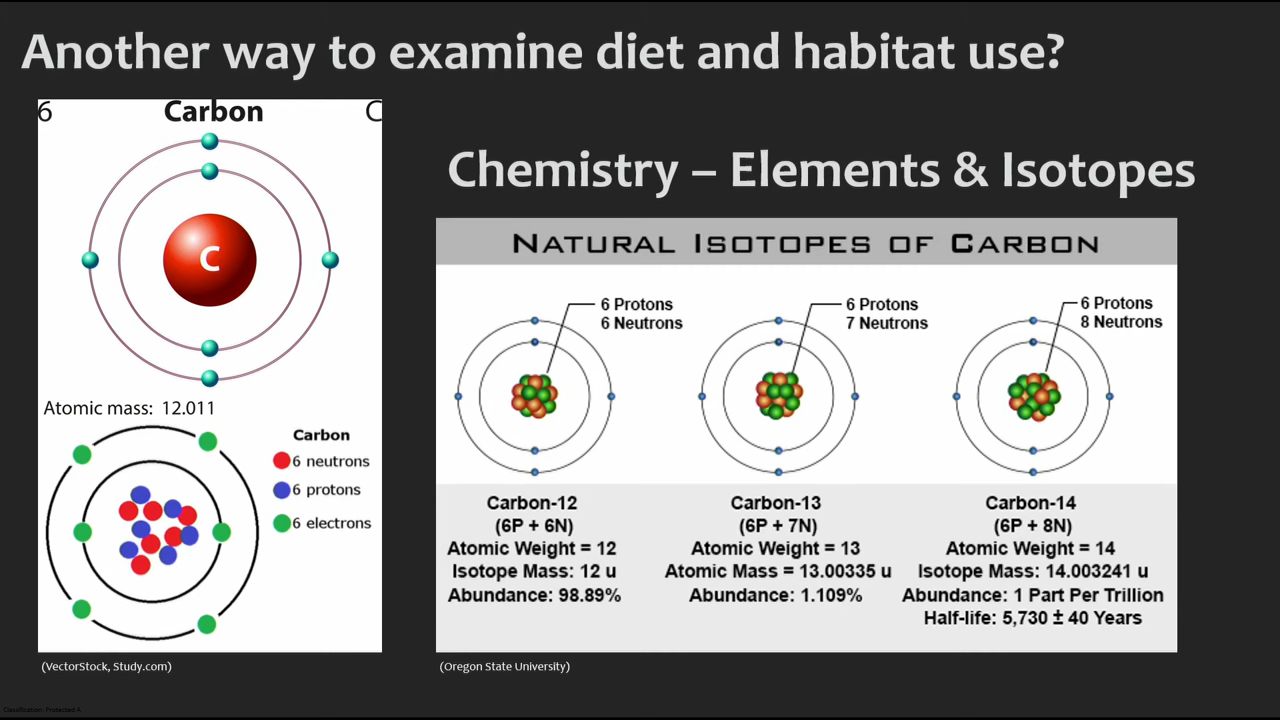 Another way to examine diet and habitat use?
6 Carbon C
C
Atomic mass: 12.011
Carbon
6 neutrons
6 protons
6 electrons
(VectorStock, Study.com)
Chemistry – Elements & Isotopes
NATURAL ISOTOPES OF CARBON
6 Protons
6 Neutrons
6 Protons
7 Neutrons
6 Protons
8 Neutrons
Carbon-12
(6P + 6N)
Atomic Weight = 12
Isotope Mass: 12 u
Abundance: 98.89%
Carbon-13
(6P + 7N)
Atomic Weight = 13
Atomic Mass = 13.00335 u
Abundance: 1.109%
Carbon-14
(6P + 8N)
Atomic Weight = 14
Isotope Mass: 14.003241 u
Abundance: 1 Part Per Trillion
Half-life: 5,730 ± 40 Years
(Oregon State University)
Classification: Protected A